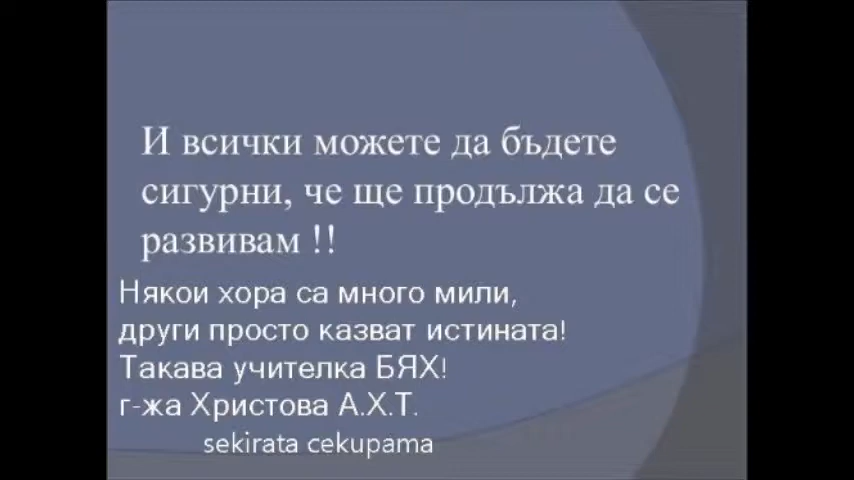 И всички можете да бъдете
сигурни, че ще продължа да се
развивам !!
Някои хора са много мили,
други просто казват истината!
Такава учителка БЯХ!
г-жа Христова А.Х.Т.
sekirata cekupama